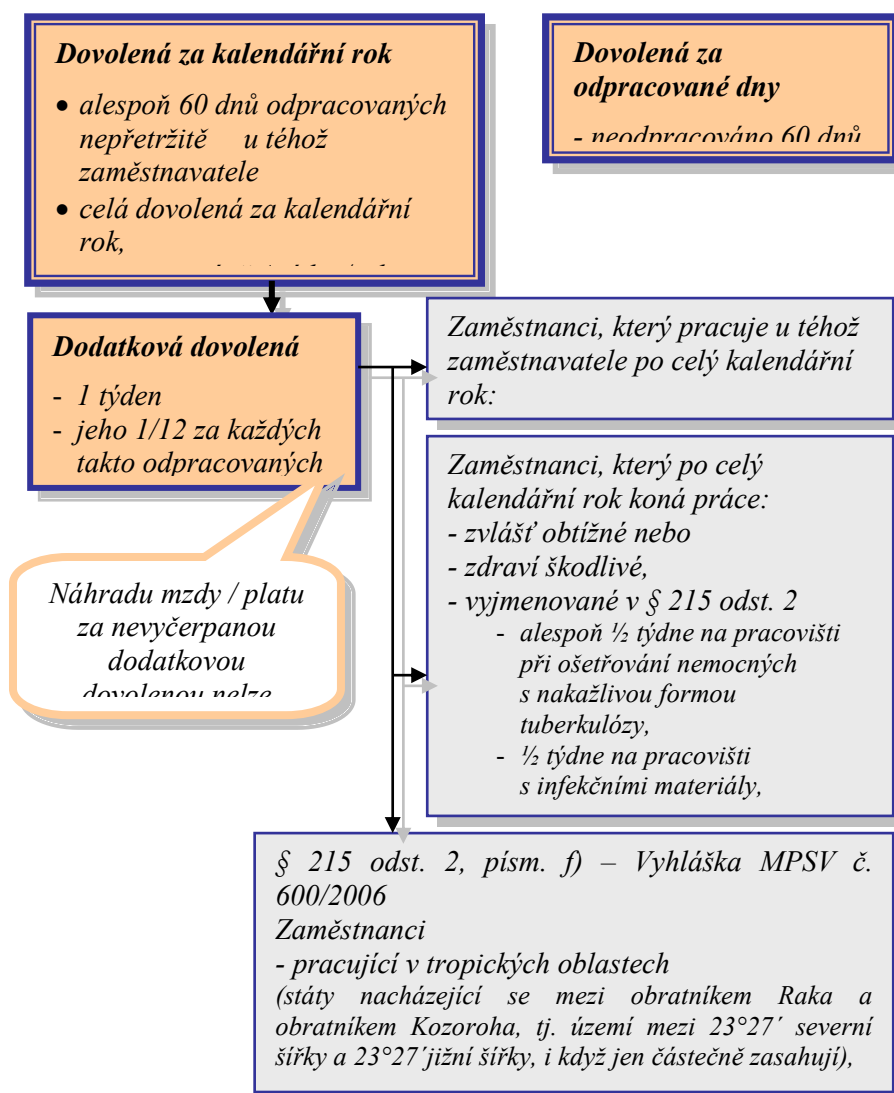 Dovolená za kalendářní rok
• alespoň 60 dnů odpracovaných
nepřetržitě u téhož
zaměstnavatele
• celá dovolená za kalendářní
rok,
Dovolená za
odpracované dny
- neodpracováno 60 dnů
Dodatková dovolená
- 1 týden
- jeho 1/12 za každých
takto odpracovaných
Náhradu mzdy / platu
za nevyčerpanou
dodatkovou
dovolenou nelze
Zaměstnanci, který pracuje u téhož
zaměstnavatele po celý kalendářní
rok:
Zaměstnanci, který po celý
kalendářní rok koná práce:
- zvlášť obtížné nebo
- zdraví škodlivé,
- vyjmenované v § 215 odst. 2
- alespoň ½ týdne na pracovišti
při ošetřování nemocných
s nakažlivou formou
tuberkulózy,
- ½ týdne na pracovišti
s infekčními materiály,
§ 215 odst. 2, písm. f) – Vyhláška MPSV č.
600/2006
Zaměstnanci
- pracující v tropických oblastech
(státy nacházející se mezi obratníkem Raka a
obratníkem Kozoroha, tj. území mezi 23°27´ severní
šířky a 23°27´jižní šířky, i když jen částečně zasahují),